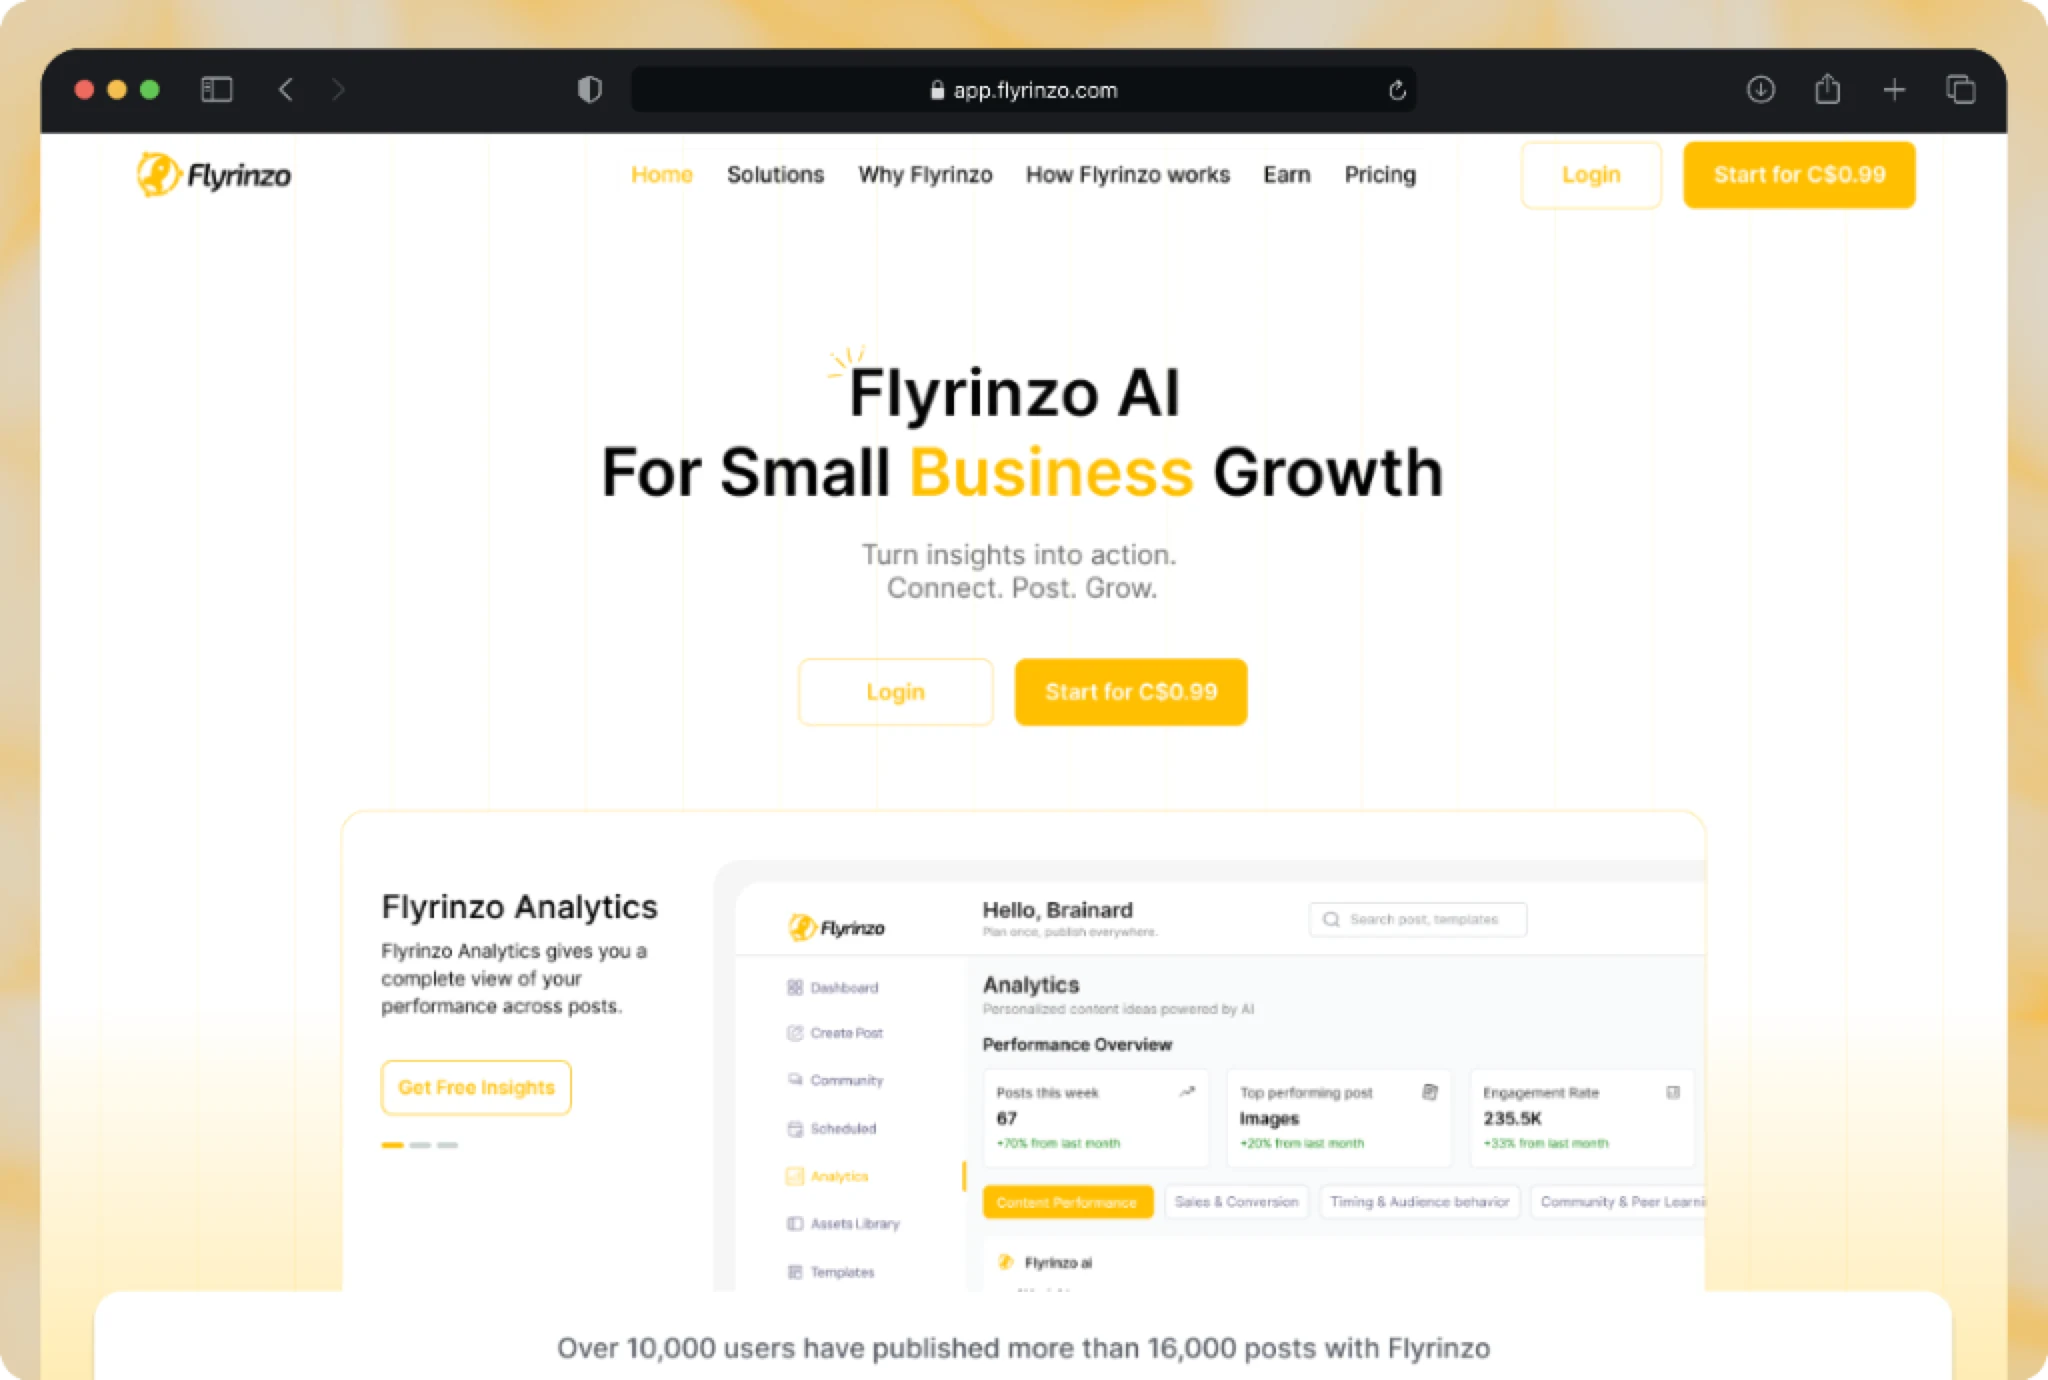 app.flyrinzo.com
Flyrinzo
Home Solutions Why Flyrinzo How Flyrinzo works Earn Pricing
Login
Start for C$0.99
Flyrinzo AI
For Small Business Growth
Turn insights into action.
Connect. Post. Grow.
Login
Start for C$0.99
Flyrinzo Analytics
Flyrinzo Analytics gives you a
complete view of your
performance across posts.
Get Free Insights
Flyrinzo
Hello, Brainard
Plan once, publish everywhere.
Search post, templates
Dashboard
Create Post
Community
Scheduled
Analytics
Assets Library
Templates
Analytics
Personalized content ideas powered by AI
Performance Overview
Posts this week
67
+70% from last month
Top performing post
Images
+20% from last month
Engagement Rate
235.5K
+33% from last month
Content Performance
Sales & Conversion
Timing & Audience behavior
Community & Peer Learni
Flyrinzo ai
Over 10,000 users have published more than 16,000 posts with Flyrinzo